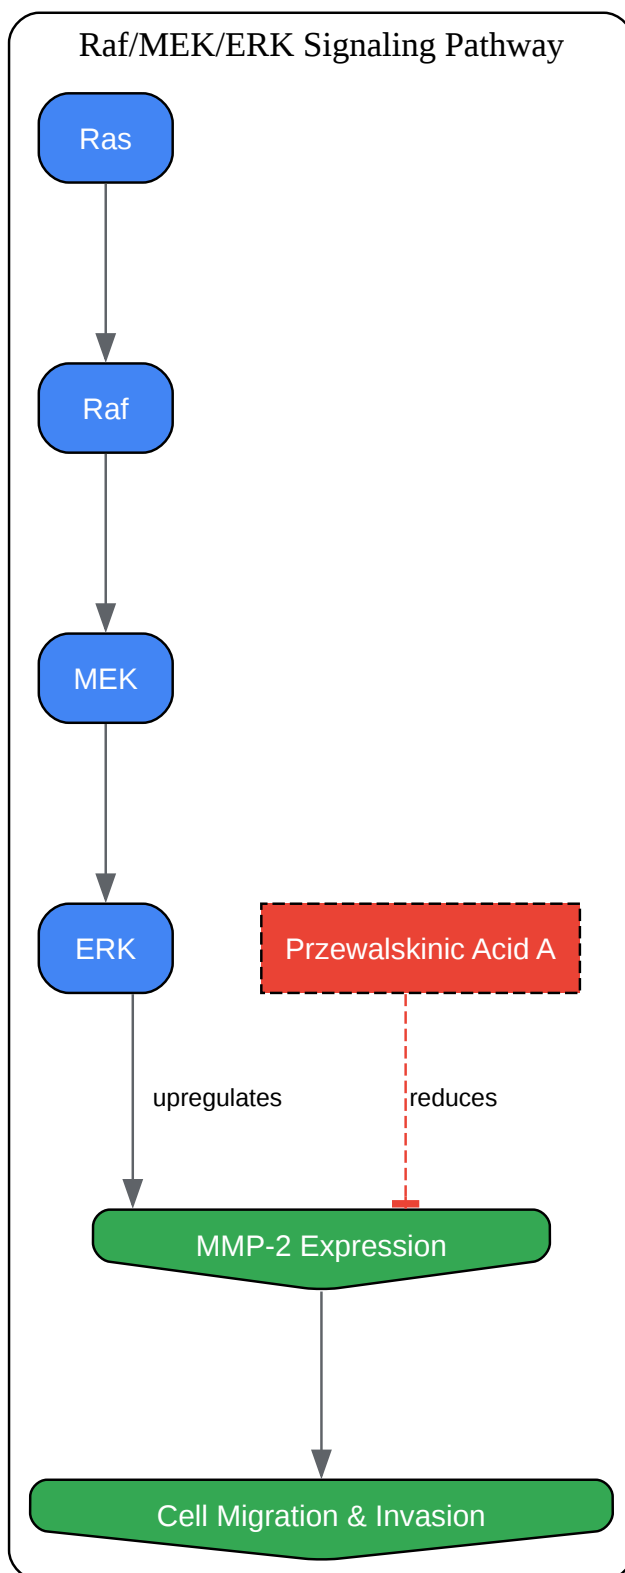 Raf/MEK/ERK Signaling Pathway
Ras
Raf
MEK
ERK
Przewalskinic Acid A
upregulates
reduces
MMP-2 Expression
Cell Migration & Invasion